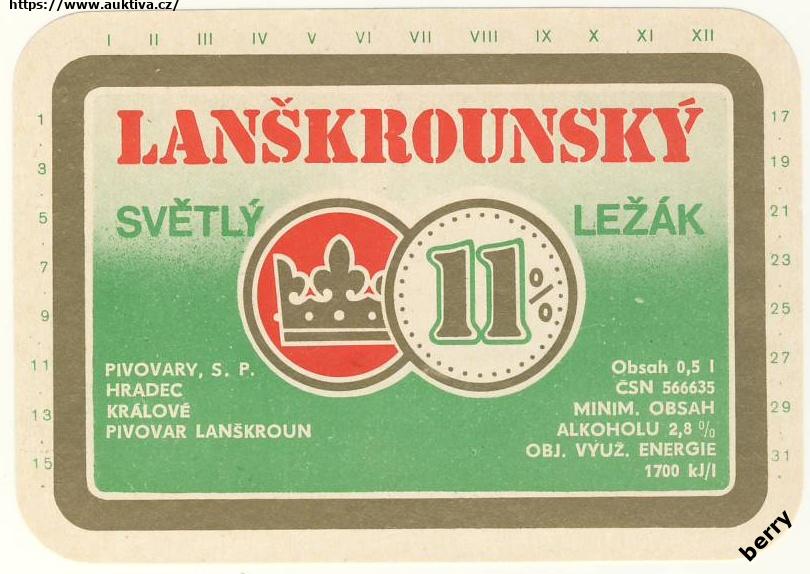 https://www.auktiva.cz/
I II III IV V VI VII VIII IX X XI XII
LANŠKROUNSKÝ
SVĚTLÝ
LEŽÁK
11%
PIVOVARY, S. P.
HRADEC
KRÁLOVÉ
PIVOVAR LANŠKROUN
Obsah 0,5 l
ČSN 566635
MINIM. OBSAH
ALKOHOLU 2,8 %
OBJ. VYUŽ. ENERGIE
1700 kJ/l
1
3
5
7
9
11
13
15
17
19
21
23
25
27
29
31
berry